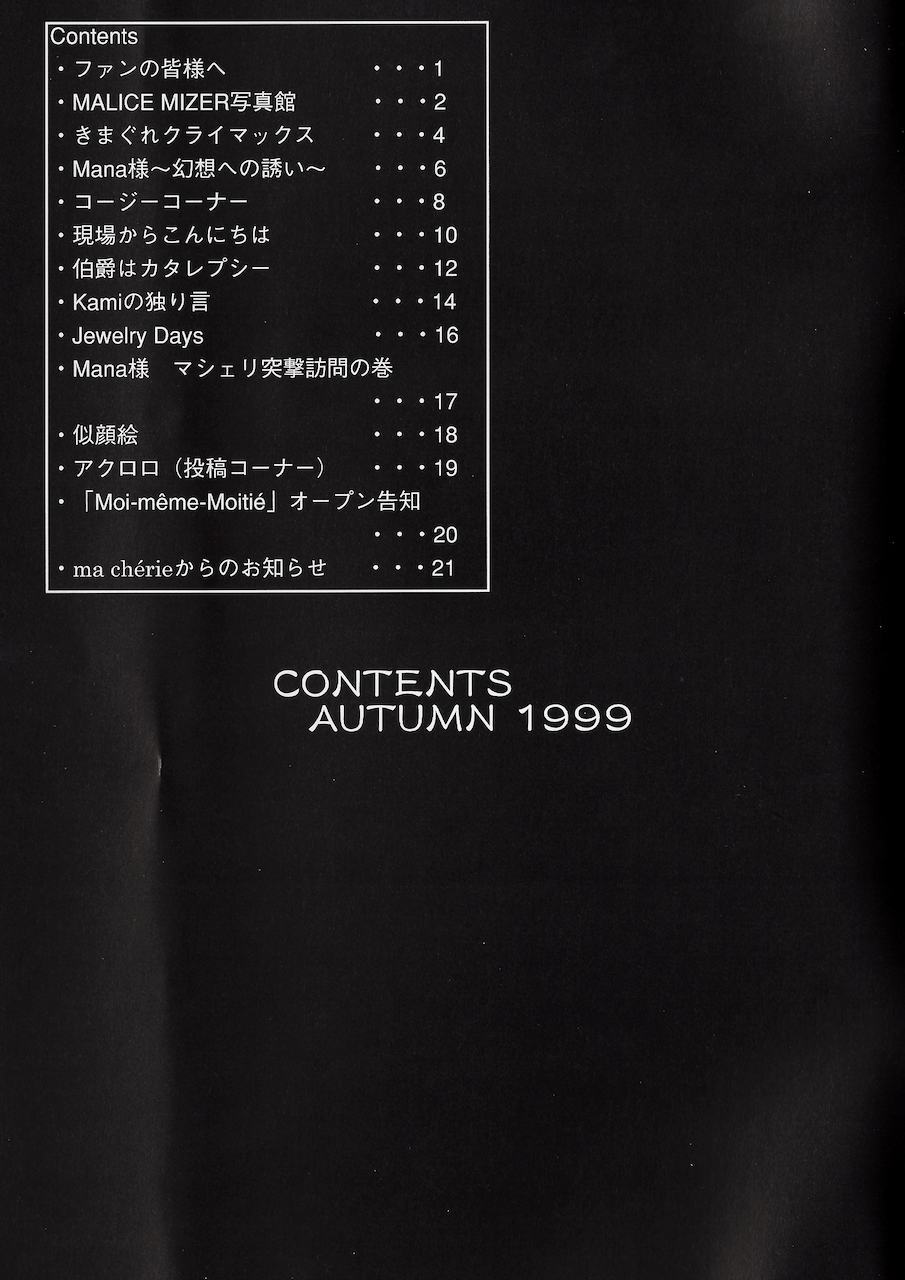 Contents
・ファンの皆様へ ・・・1
・MALICE MIZER写真館 ・・・2
・きまぐれクライマックス ・・・4
・Mana様～幻想への誘い～ ・・・6
・コージーコーナー ・・・8
・現場からこんにちは ・・・10
・伯爵はカタレプシー ・・・12
・Kamiの独り言 ・・・14
・Jewelry Days ・・・16
・Mana様　マシェリ突撃訪問の巻
・・・17
・似顔絵 ・・・18
・アクロロ（投稿コーナー） ・・・19
・「Moi-même-Moitié」オープン告知
・・・20
・ma chérieからのお知らせ ・・・21
CONTENTS
AUTUMN 1999